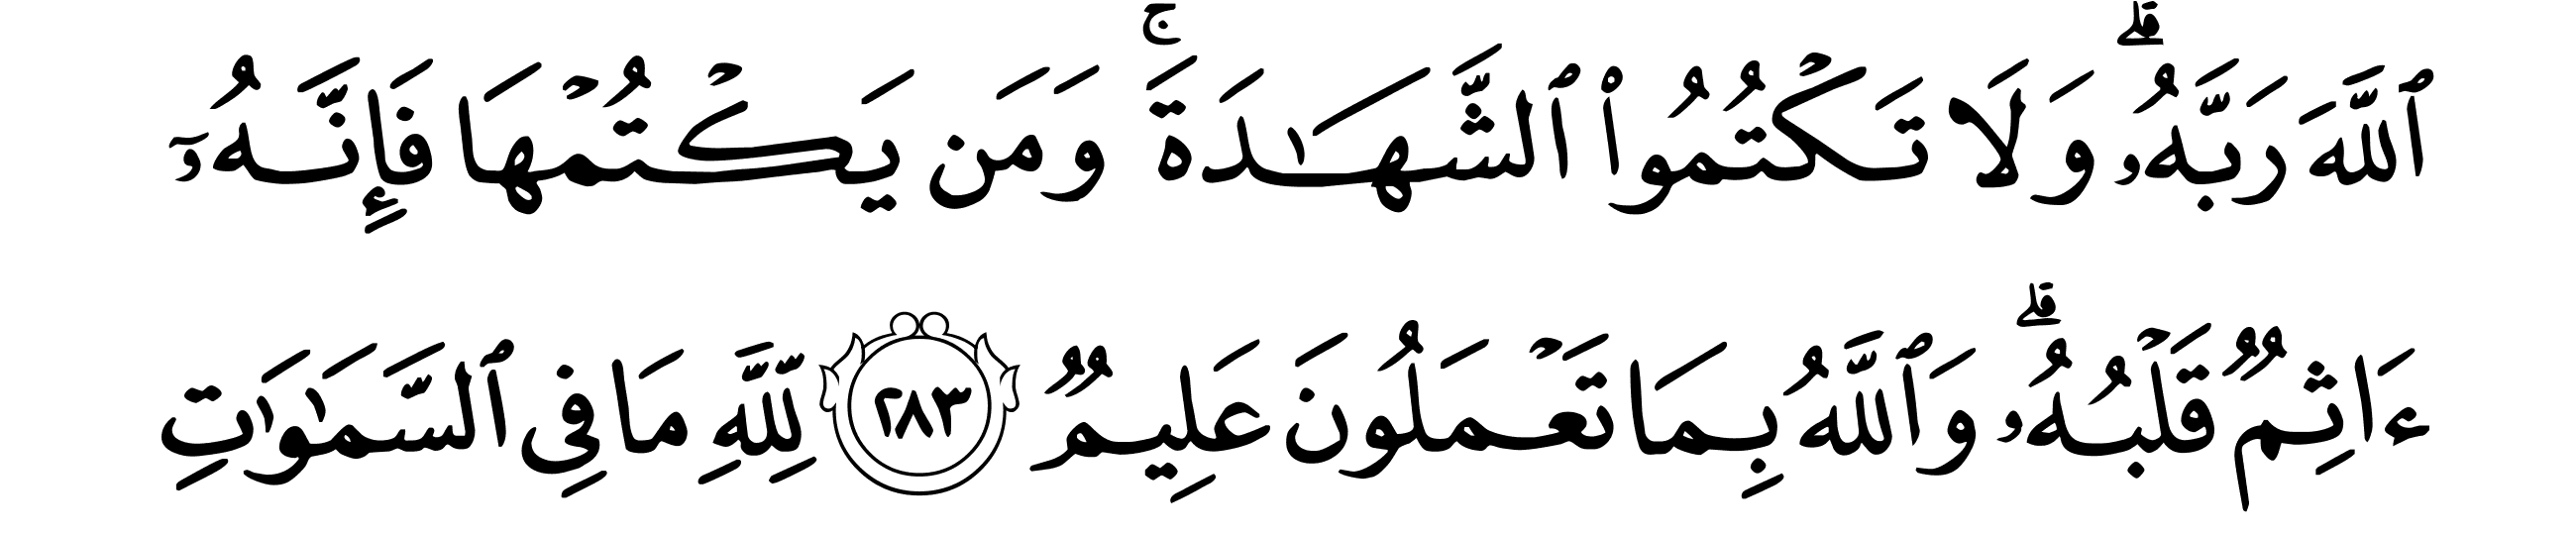 ٱللَّهَ رَبَّهُۥۗ وَلَا تَكْتُمُوا۟ ٱلشَّهَـٰدَةَۚ وَمَن يَكْتُمْهَا فَإِنَّهُۥٓ
ءَاثِمٌ قَلْبُهُۥۗ وَٱللَّهُ بِمَا تَعْمَلُونَ عَلِيمٌ ٢٨٣ لِّلَّهِ مَا فِى ٱلسَّمَـٰوَٰتِ